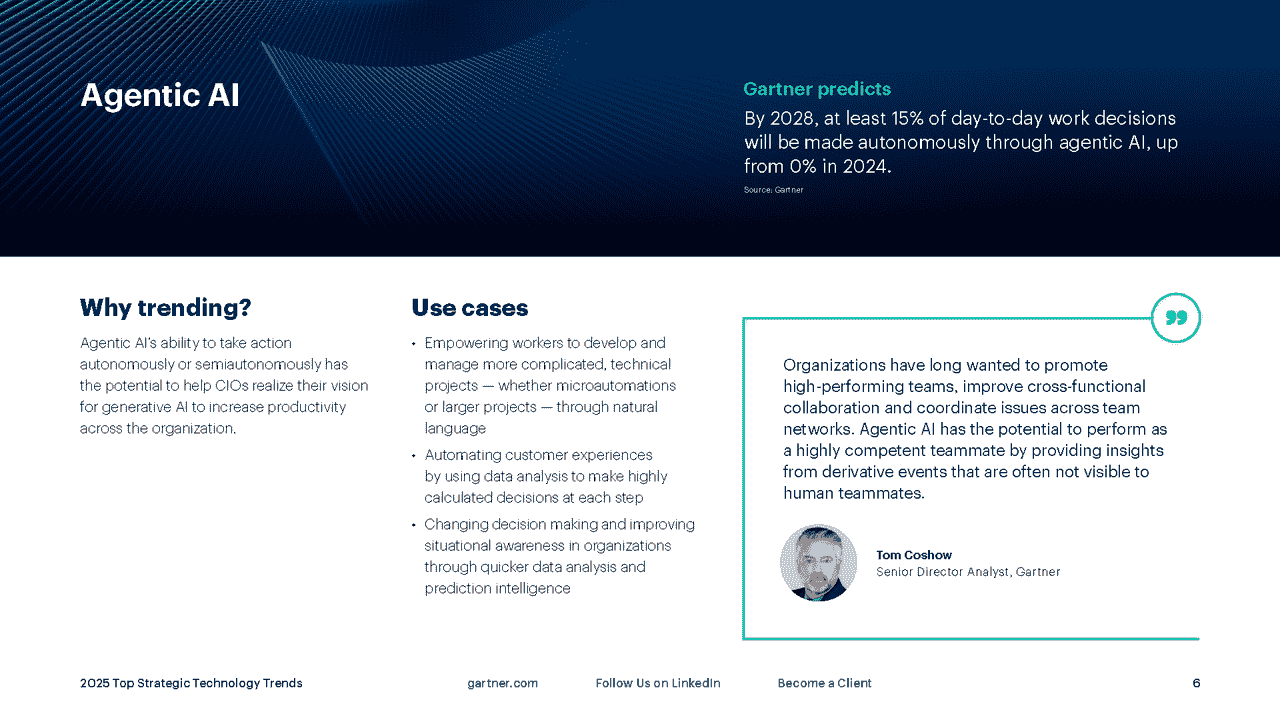 Agentic AI
Gartner predicts
By 2028, at least 15% of day-to-day work decisions
will be made autonomously through agentic AI, up
from 0% in 2024.
Source: Gartner
Why trending?
Agentic AI's ability to take action
autonomously or semiautonomously has
the potential to help CIOs realize their vision
for generative AI to increase productivity
across the organization.
Use cases
• Empowering workers to develop and
manage more complicated, technical
projects — whether microautomations
or larger projects — through natural
language
• Automating customer experiences
by using data analysis to make highly
calculated decisions at each step
• Changing decision making and improving
situational awareness in organizations
through quicker data analysis and
prediction intelligence
Organizations have long wanted to promote
high-performing teams, improve cross-functional
collaboration and coordinate issues across team
networks. Agentic AI has the potential to perform as
a highly competent teammate by providing insights
from derivative events that are often not visible to
human teammates.
Tom Coshow
Senior Director Analyst, Gartner
2025 Top Strategic Technology Trends
gartner.com
Follow Us on LinkedIn
Become a Client
6